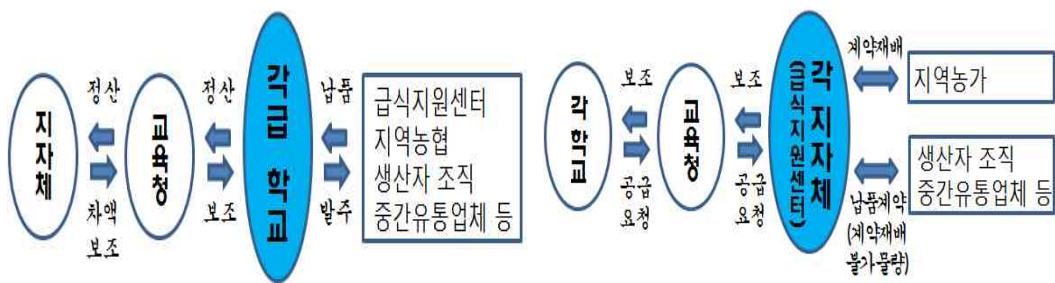 지자체
정산
차액
보조
교육청
정산
보조
각급 학교
납품
발주
급식지원센터
지역농협
생산자 조직
중간유통업체 등
각 학교
보조
공급
요청
교육청
보조
공급
요청
각 지자체
(급식지원센터)
계약재배
지역농가
납품계약
(계약재배
불가물량)
생산자 조직
중간유통업체 등